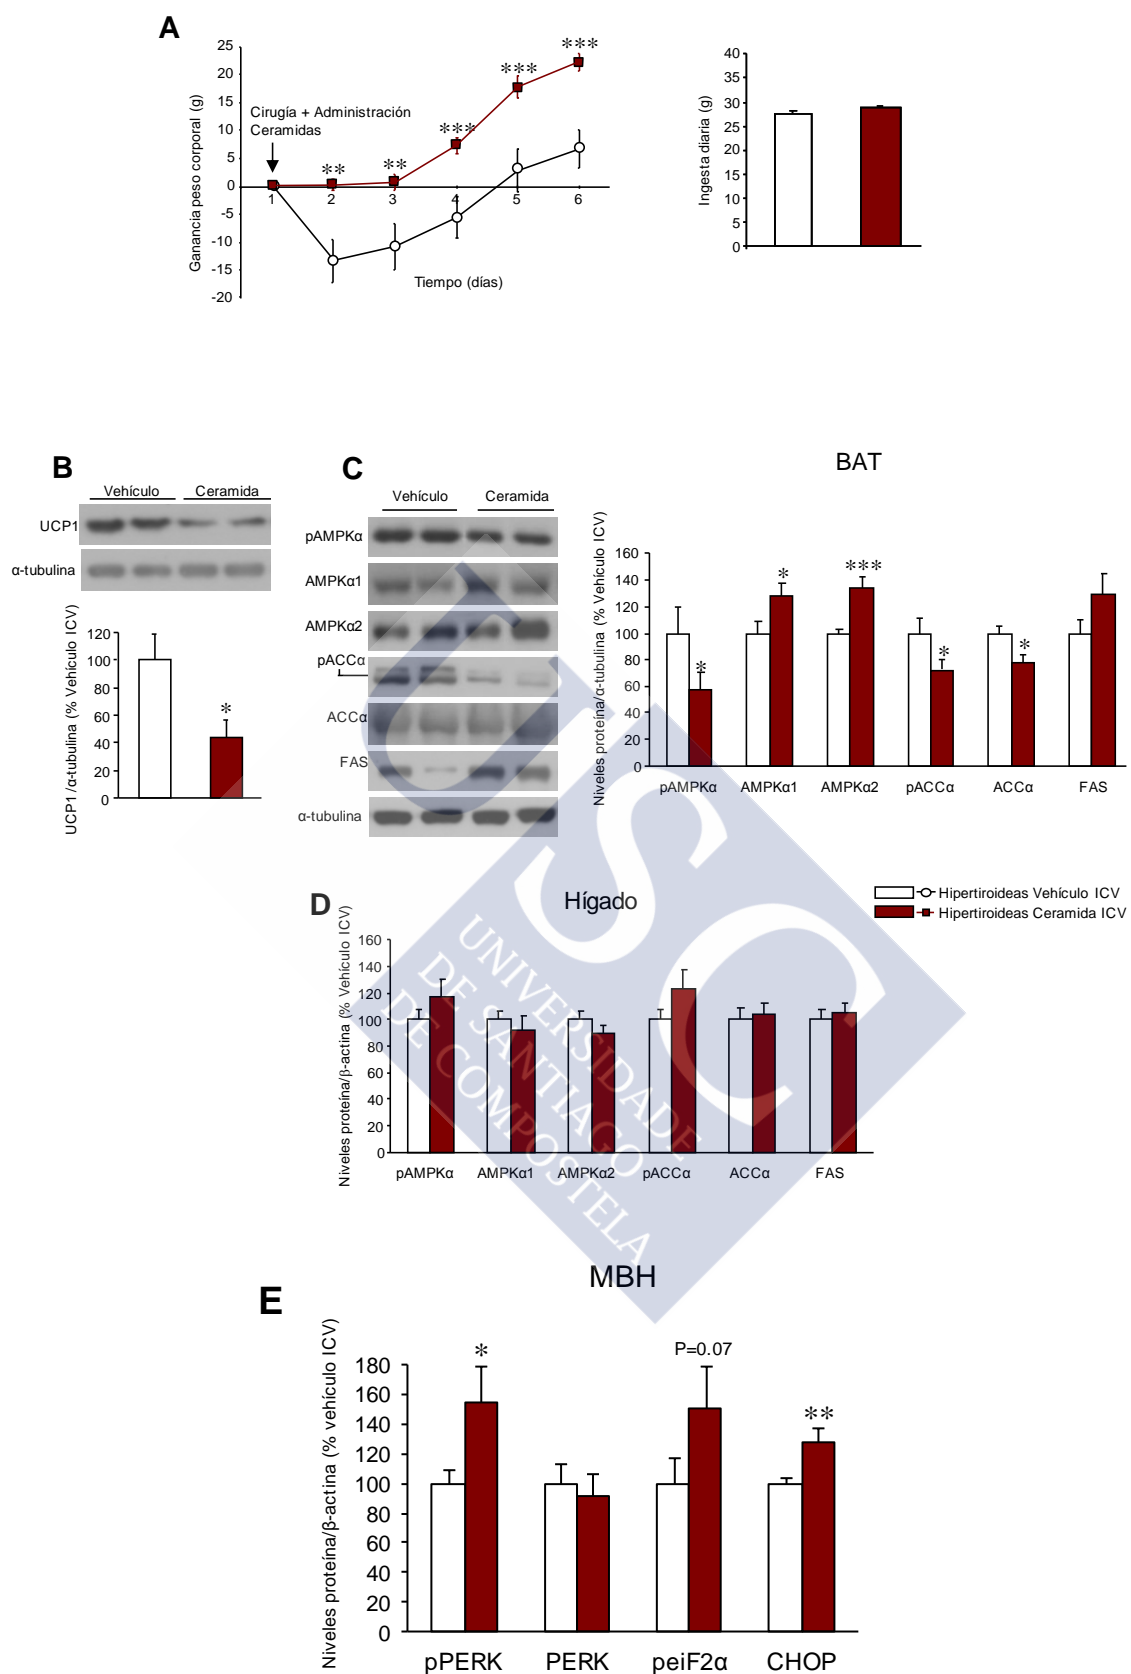 A
25
20
15
10
5
0
-5
-10
-15
-20
Ganancia peso corporal (g)
Cirugía + Administración
Ceramidas
** ** *** *** ***
1 2 3 4 5 6
Tiempo (días)
40
35
30
25
20
15
10
5
0
Ingesta diaria (g)
B
Vehículo Ceramida
UCP1
α-tubulina
120
100
80
60
40
20
0
UCP1/α-tubulina (% Vehículo ICV)
*
C
Vehículo Ceramida
pAMPKα
AMPKα1
AMPKα2
pACCα
ACCα
FAS
α-tubulina
BAT
160
140
120
100
80
60
40
20
0
Niveles proteína/α-tubulina (% Vehículo ICV)
* * *** * *
pAMPKα AMPKα1 AMPKα2 pACCα ACCα FAS
Hipertiroideas Vehículo ICV
Hipertiroideas Ceramida ICV
D
Hígado
160
140
120
100
80
60
40
20
0
Niveles proteína/β-actina (% Vehículo ICV)
pAMPKα AMPKα1 AMPKα2 pACCα ACCα FAS
USC
UNIVERSIDADE
DE SANTIAGO
DE COMPOSTELA
E
MBH
180
160
140
120
100
80
60
40
20
0
Niveles proteína/β-actina (% vehículo ICV)
* P=0.07 **
pPERK PERK peiF2α CHOP